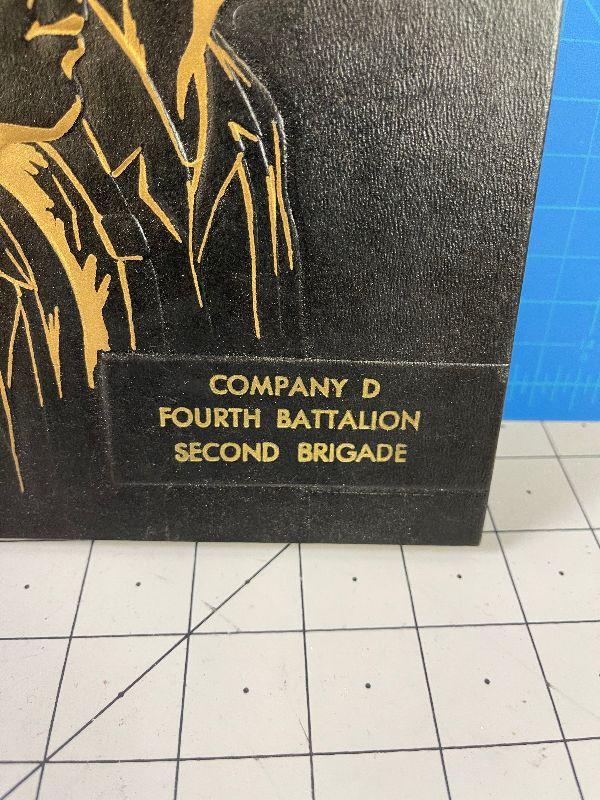 COMPANY D
FOURTH BATTALION
SECOND BRIGADE